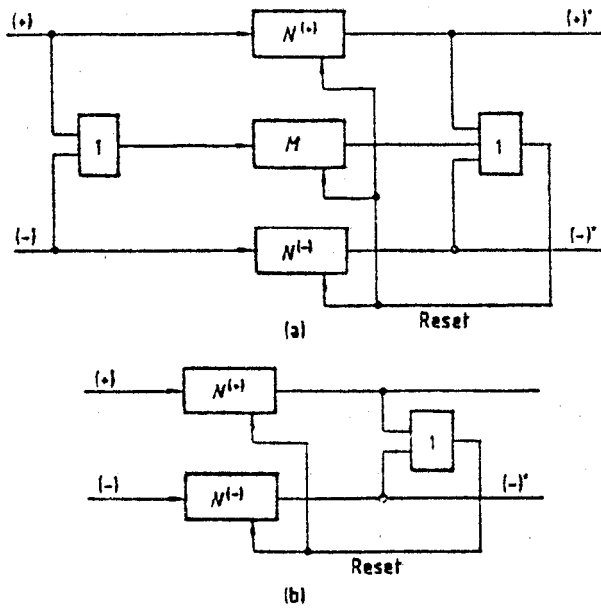 (+) N(+) (+)*
1 M 1
(-) N(-) (-)*
Reset
(a)
(+) N(+)
1
(-) N(-) (-)*
Reset
(b)